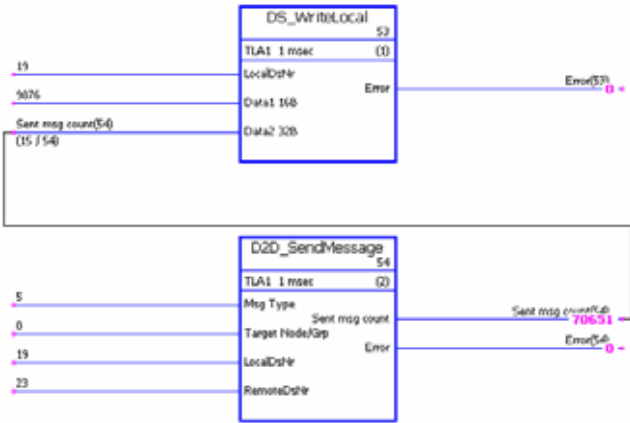 DS_WriteLocal
53
TLA1 1 msec (1)
19
LocalDsNr
Error
Error(53)
0
9876
Data1 16B
Sent msg count(54)
Data2 32B
(15 / 54)
D2D_SendMessage
54
TLA1 1 msec (2)
5
Msg Type
Sent msg count
Sent msg count(54)
70651
0
Target Node/Grp
Error
Error(54)
0
19
LocalDsNr
23
RemoteDsNr